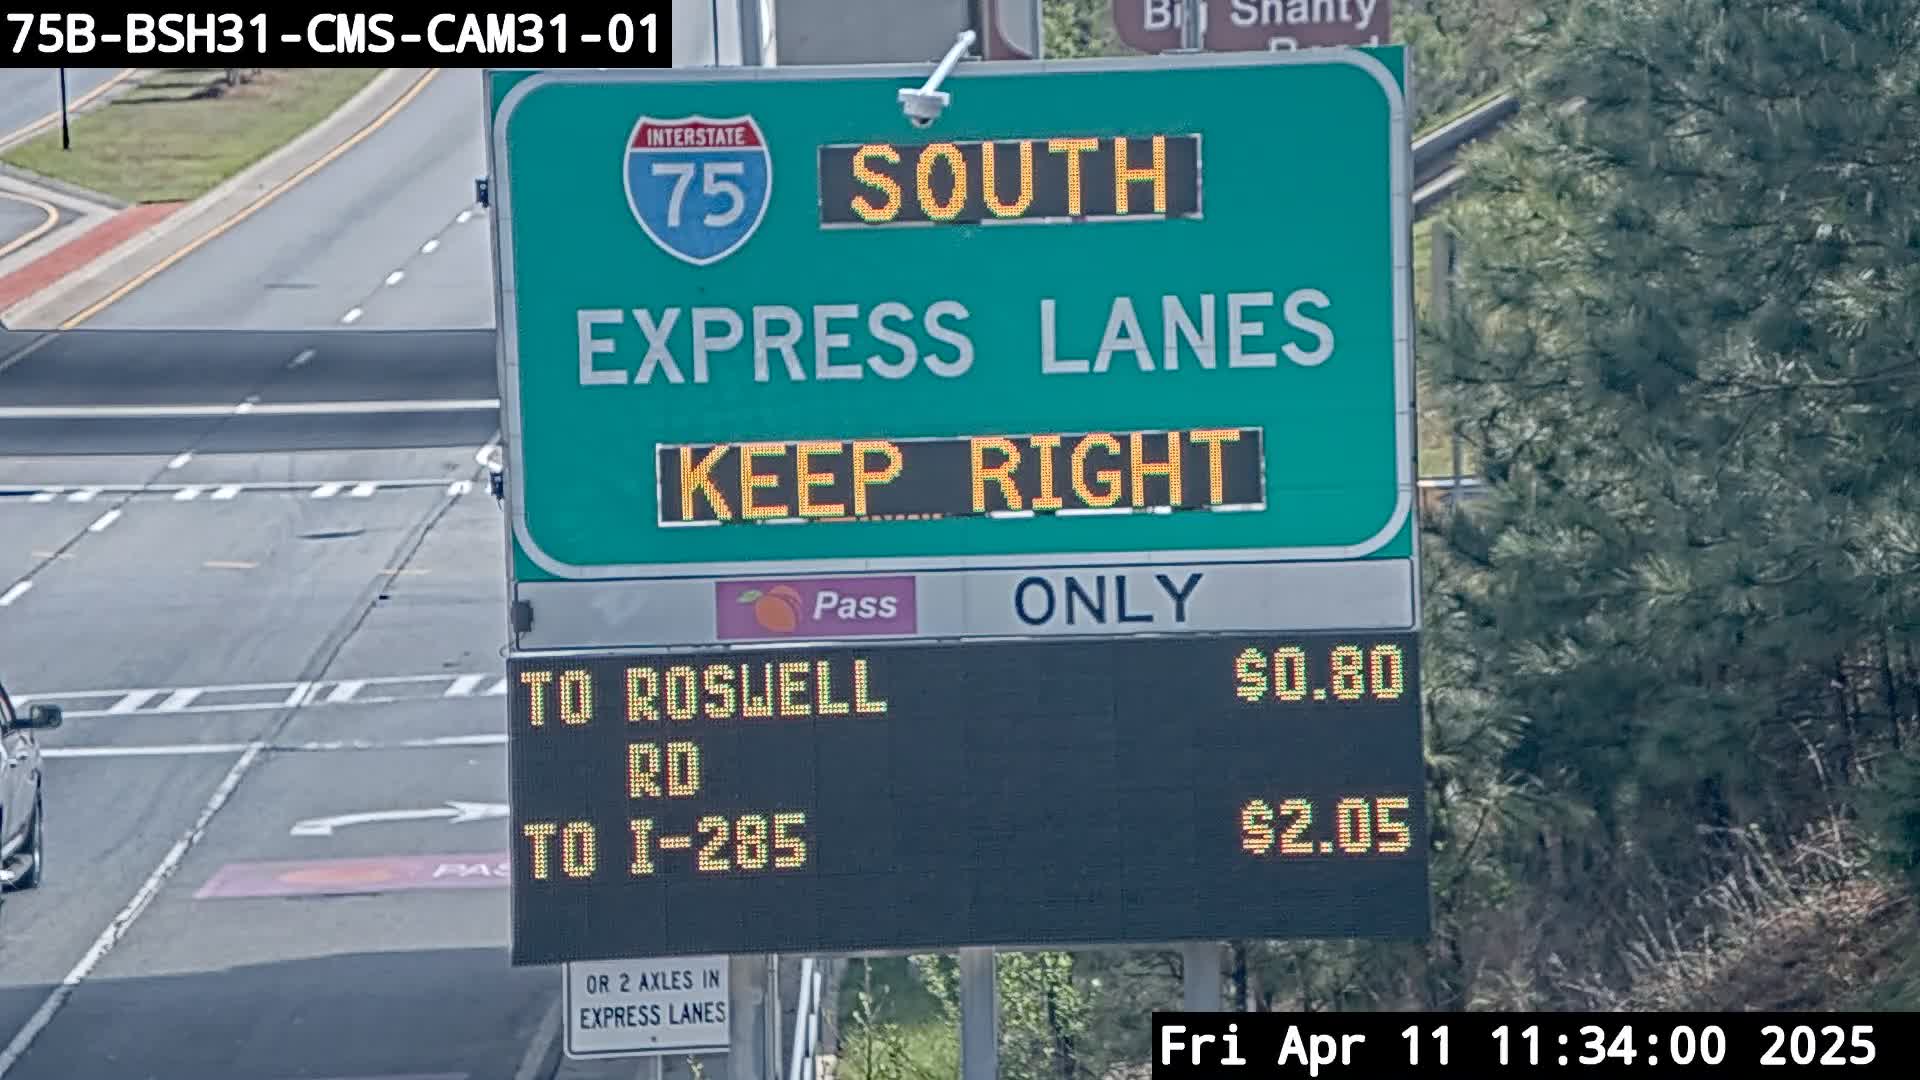 75B-BSH31-CMS-CAM31-01
Big Shanty
Road
INTERSTATE
75
SOUTH
EXPRESS LANES
KEEP RIGHT
Pass ONLY
TO ROSWELL $0.80
RD
TO I-285 $2.05
OR 2 AXLES IN
EXPRESS LANES
Fri Apr 11 11:34:00 2025